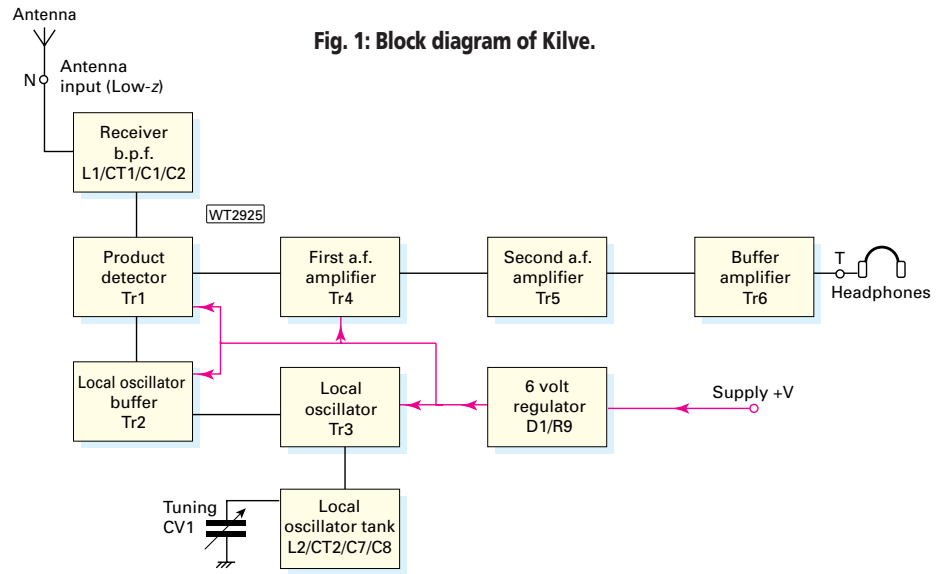 Antenna
Fig. 1: Block diagram of Kilve.
N
Antenna
input (Low-z)
Receiver
b.p.f.
L1/CT1/C1/C2
WT2925
Product
detector
Tr1
First a.f.
amplifier
Tr4
Second a.f.
amplifier
Tr5
Buffer
amplifier
Tr6
T
Headphones
Local oscillator
buffer
Tr2
Local
oscillator
Tr3
6 volt
regulator
D1/R9
Supply +V
Tuning
CV1
Local
oscillator tank
L2/CT2/C7/C8